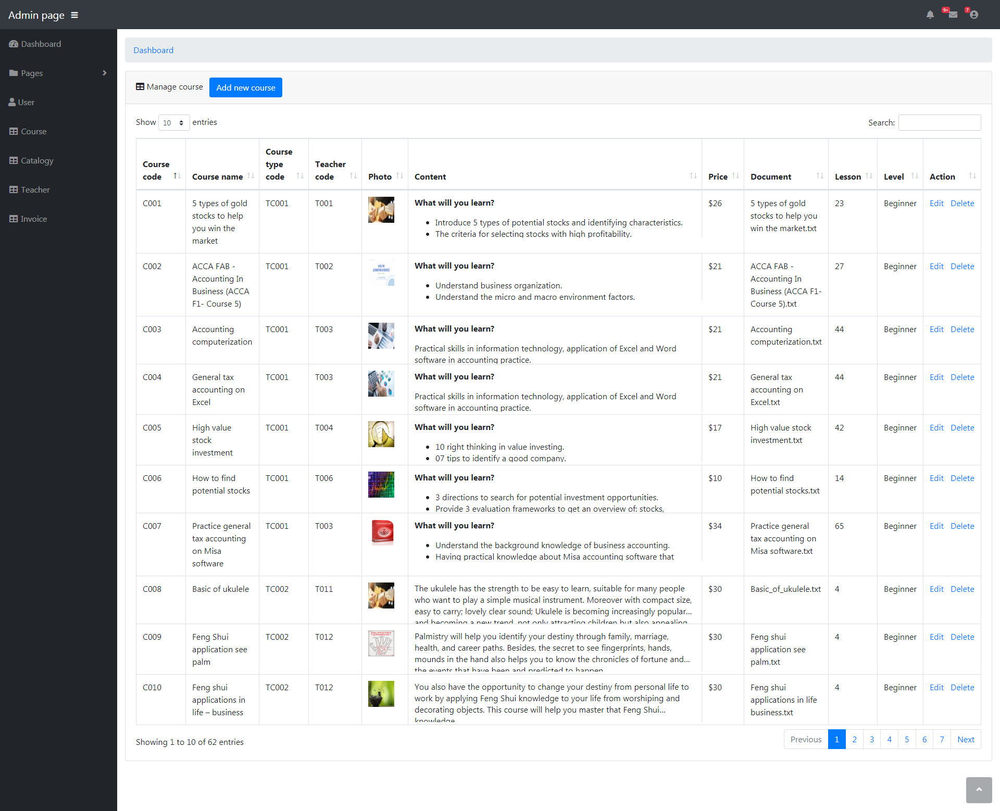 Admin page
9+
7
Dashboard
Pages
User
Course
Catalogy
Teacher
Invoice
Dashboard
Manage course
Add new course
Show 10 entries
Search:
Course code
Course name
Course type code
Teacher code
Photo
Content
Price
Document
Lesson
Level
Action
C001
5 types of gold
stocks to help
you win the
market
TC001
T001
What will you learn?
• Introduce 5 types of potential stocks and identifying characteristics.
• The criteria for selecting stocks with high profitability.
$26
5 types of gold
stocks to help you
win the market.txt
23
Beginner
Edit Delete
C002
ACCA FAB -
Accounting In
Business (ACCA
F1- Course 5)
TC001
T002
What will you learn?
• Understand business organization.
• Understand the micro and macro environment factors.
$21
ACCA FAB -
Accounting In
Business (ACCA F1-
Course 5).txt
27
Beginner
Edit Delete
C003
Accounting
computerization
TC001
T003
What will you learn?
Practical skills in information technology, application of Excel and Word
software in accounting practice.
$21
Accounting
computerization.txt
44
Beginner
Edit Delete
C004
General tax
accounting on
Excel
TC001
T003
What will you learn?
Practical skills in information technology, application of Excel and Word
software in accounting practice.
$21
General tax
accounting on
Excel.txt
44
Beginner
Edit Delete
C005
High value
stock
investment
TC001
T004
What will you learn?
• 10 right thinking in value investing.
• 07 tips to identify a good company.
$17
High value stock
investment.txt
42
Beginner
Edit Delete
C006
How to find
potential stocks
TC001
T006
What will you learn?
• 3 directions to search for potential investment opportunities.
• Provide 3 evaluation frameworks to get an overview of: stocks,
$10
How to find
potential stocks.txt
14
Beginner
Edit Delete
C007
Practice general
tax accounting
on Misa
software
TC001
T003
What will you learn?
• Understand the background knowledge of business accounting.
• Having practical knowledge about Misa accounting software that
$34
Practice general
tax accounting on
Misa software.txt
65
Beginner
Edit Delete
C008
Basic of ukulele
TC002
T011
The ukulele has the strength to be easy to learn, suitable for many people
who want to play a simple musical instrument. Moreover with compact size,
easy to carry; lovely clear sound; Ukulele is becoming increasingly popular...
and becoming a new trend, not only attracting children but also appealing
$30
Basic_of_ukulele.txt
4
Beginner
Edit Delete
C009
Feng Shui
application see
palm
TC002
T012
PALMISTRY
Palmistry will help you identify your destiny through family, marriage,
health, and career paths. Besides, the secret to see fingerprints, hands,
mounds in the hand also helps you to know the chronicles of fortune and...
the events that have been and predicted to happen.
$30
Feng shui
application see
palm.txt
4
Beginner
Edit Delete
C010
Feng shui
applications in
life – business
TC002
T012
You also have the opportunity to change your destiny from personal life to
work by applying Feng Shui knowledge to your life from worshiping and
decorating objects. This course will help you master that Feng Shui...
knowledge.
$30
Feng shui
applications in life
business.txt
4
Beginner
Edit Delete
Showing 1 to 10 of 62 entries
Previous 1 2 3 4 5 6 7 Next